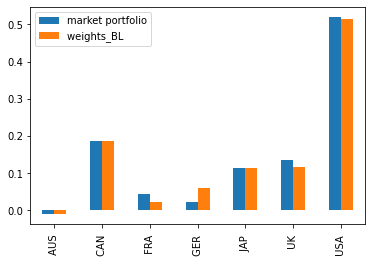 market portfolio
weights_BL
0.5
0.4
0.3
0.2
0.1
0.0
AUS
CAN
FRA
GER
JAP
UK
USA